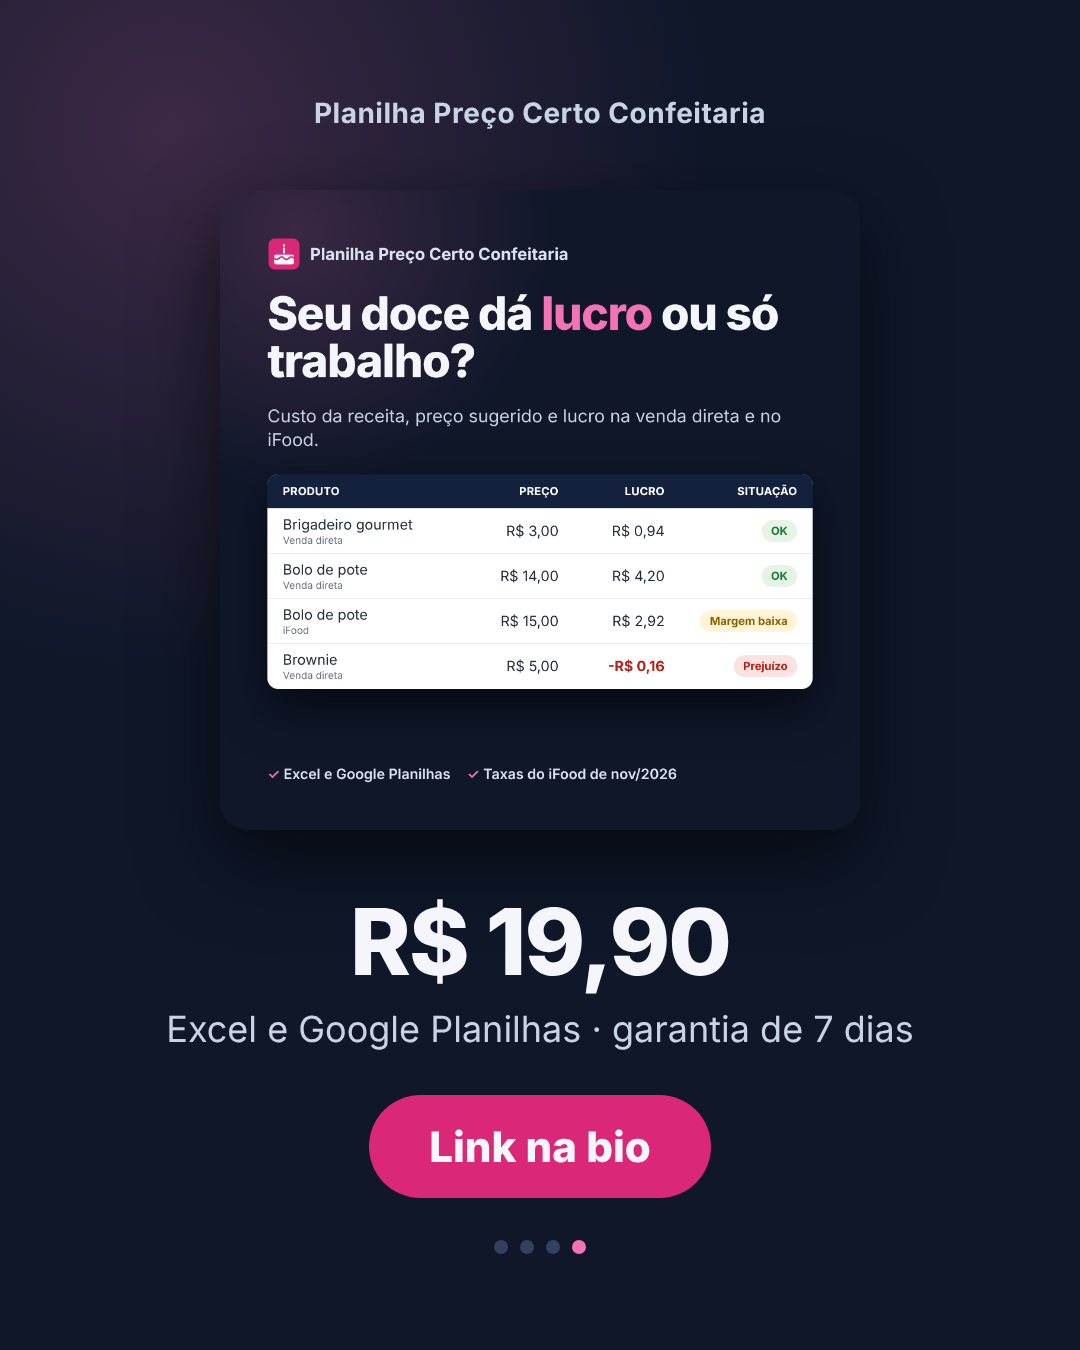 Planilha Preço Certo Confeitaria
Planilha Preço Certo Confeitaria
Seu doce dá lucro ou só
trabalho?
Custo da receita, preço sugerido e lucro na venda direta e no
iFood.
PRODUTO PREÇO LUCRO SITUAÇÃO
Brigadeiro gourmet R$ 3,00 R$ 0,94 OK
Venda direta
Bolo de pote R$ 14,00 R$ 4,20 OK
Venda direta
Bolo de pote R$ 15,00 R$ 2,92 Margem baixa
iFood
Brownie R$ 5,00 -R$ 0,16 Prejuízo
Venda direta
✓ Excel e Google Planilhas ✓ Taxas do iFood de nov/2026
R$ 19,90
Excel e Google Planilhas · garantia de 7 dias
Link na bio